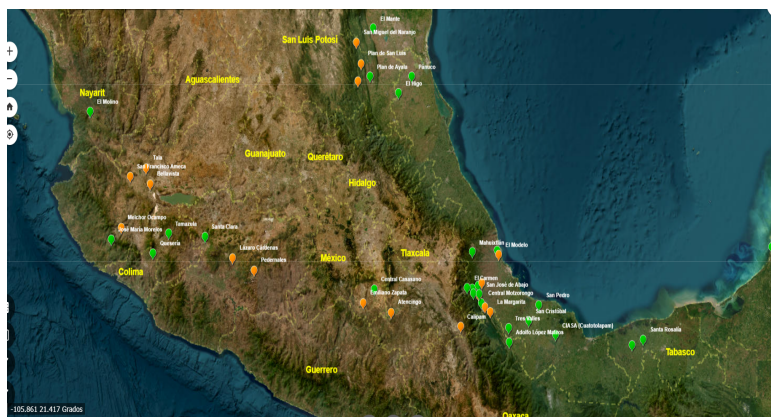 El Mante
San Miguel del Naranjo
San Luis Potosí
Plan de San Luis
Plan de Ayala
Pánuco
Aguascalientes
El Higo
Nayarit
El Molino
Guanajuato
Querétaro
Tala
San Francisco Ameca
Bellavista
Hidalgo
Melchor Ocampo
José María Morelos
Tamazula
Santa Clara
Quesería
Lázaro Cárdenas
Pedernales
Colima
México
Tlaxcala
Mahuixtlán
El Modelo
Central Casasano
Emiliano Zapata
Atencingo
El Carmen
San José de Abajo
Central Motzorongo
La Margarita
San Pedro
San Cristóbal
Calipam
Tres Valles
Adolfo López Mateos
CIASA (Cuatotolapam)
Santa Rosalía
Tabasco
Guerrero
Oaxaca
-105.861 21.417 Grados